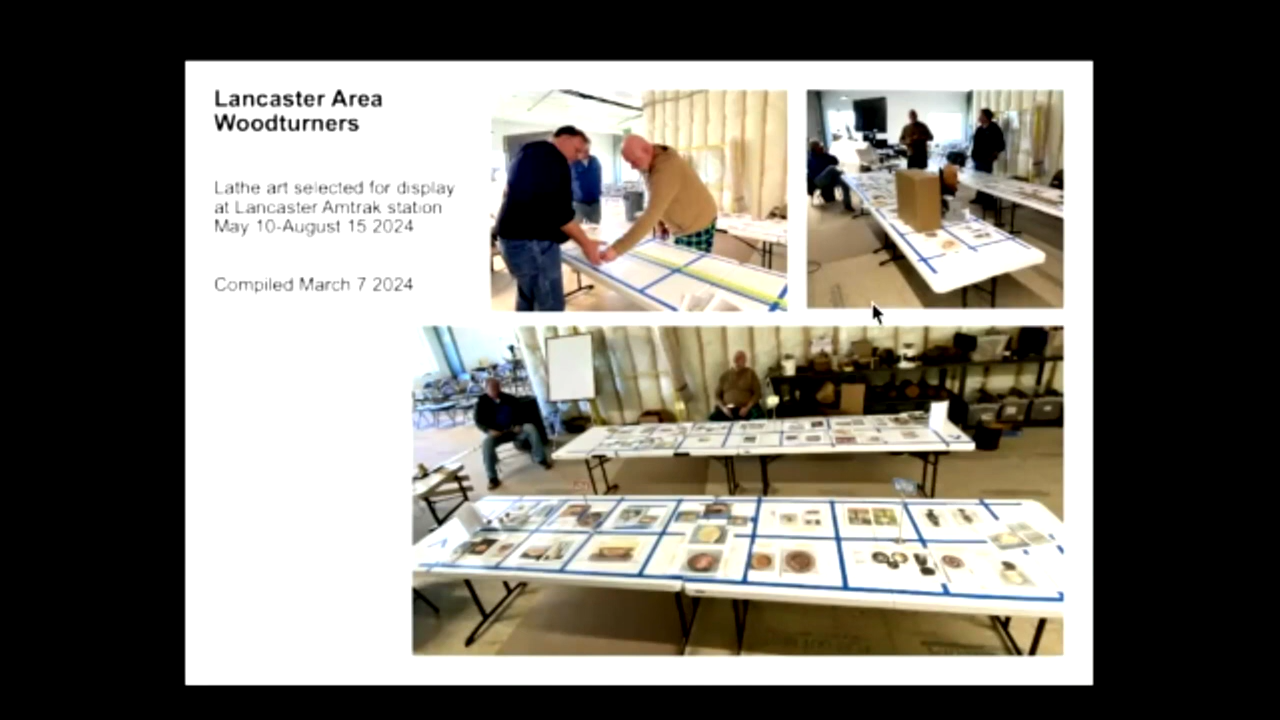 Lancaster Area
Woodturners
Lathe art selected for display
at Lancaster Amtrak station
May 10-August 15 2024
Compiled March 7 2024